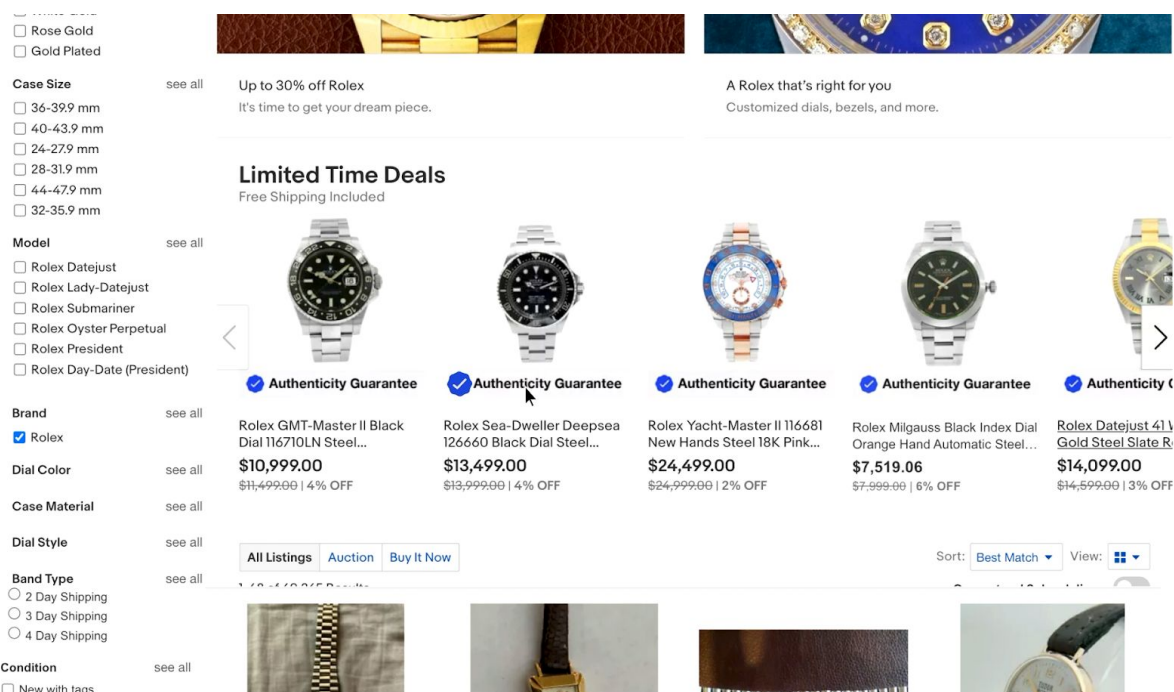 White Gold
Rose Gold
Gold Plated
Case Size see all
36-39.9 mm
40-43.9 mm
24-27.9 mm
28-31.9 mm
44-47.9 mm
32-35.9 mm
Model see all
Rolex Datejust
Rolex Lady-Datejust
Rolex Submariner
Rolex Oyster Perpetual
Rolex President
Rolex Day-Date (President)
Brand see all
Rolex
Dial Color see all
Case Material see all
Dial Style see all
Band Type see all
2 Day Shipping
3 Day Shipping
4 Day Shipping
Condition see all
New with tags
Up to 30% off Rolex
It's time to get your dream piece.
A Rolex that's right for you
Customized dials, bezels, and more.
Limited Time Deals
Free Shipping Included
Authenticity Guarantee
Rolex GMT-Master II Black
Dial 116710LN Steel...
$10,999.00
$11,499.00 | 4% OFF
Authenticity Guarantee
Rolex Sea-Dweller Deepsea
126660 Black Dial Steel...
$13,499.00
$13,999.00 | 4% OFF
Authenticity Guarantee
Rolex Yacht-Master II 116681
New Hands Steel 18K Pink...
$24,499.00
$24,999.00 | 2% OFF
Authenticity Guarantee
Rolex Milgauss Black Index Dial
Orange Hand Automatic Steel...
$7,519.06
$7,999.00 | 6% OFF
Authenticity
Rolex Datejust 41
Gold Steel Slate
$14,099.00
$14,599.00 | 3% OFF
All Listings Auction Buy It Now
Sort: Best Match View: